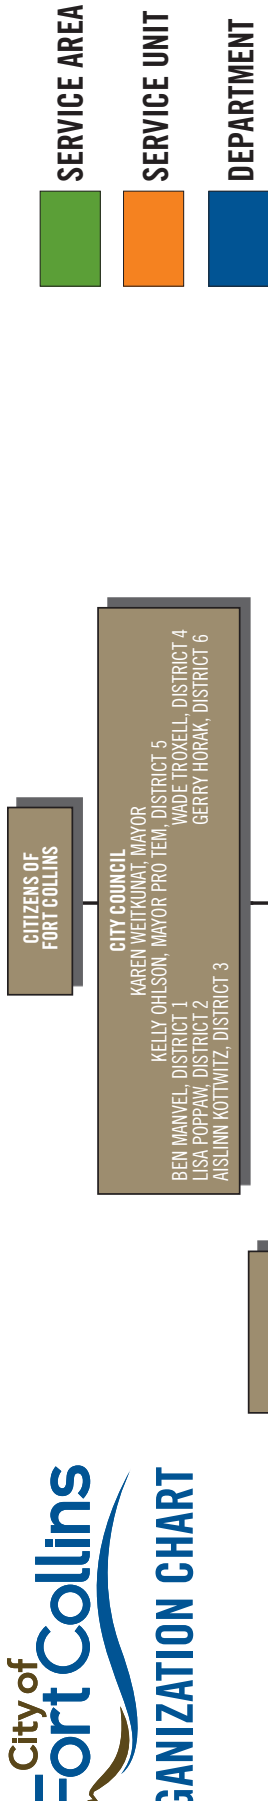 City of
Fort Collins
GANIZATION CHART
CITIZENS OF
FORT COLLINS
CITY COUNCIL
KAREN WEITKUNAT, MAYOR
KELLY OHLSON, MAYOR PRO TEM, DISTRICT 5
BEN MANVEL, DISTRICT 1 WADE TROXELL, DISTRICT 4
LISA POPPAW, DISTRICT 2 GERRY HORAK, DISTRICT 6
AISLINN KOTTWITZ, DISTRICT 3
SERVICE AREA
SERVICE UNIT
DEPARTMENT